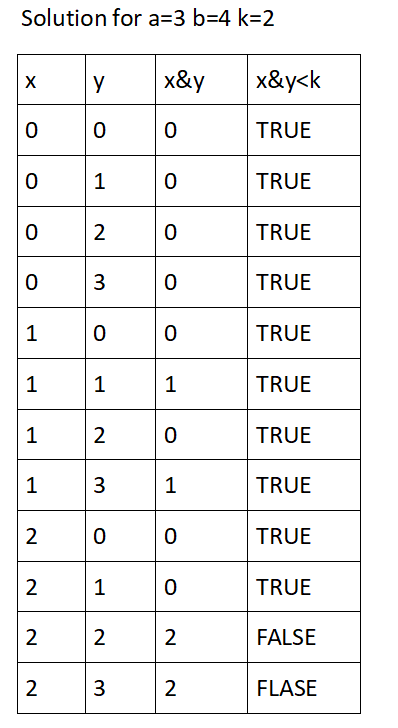 Solution for a=3 b=4 k=2
x y x&y x&y<k
0 0 0 TRUE
0 1 0 TRUE
0 2 0 TRUE
0 3 0 TRUE
1 0 0 TRUE
1 1 1 TRUE
1 2 0 TRUE
1 3 1 TRUE
2 0 0 TRUE
2 1 0 TRUE
2 2 2 FALSE
2 3 2 FLASE